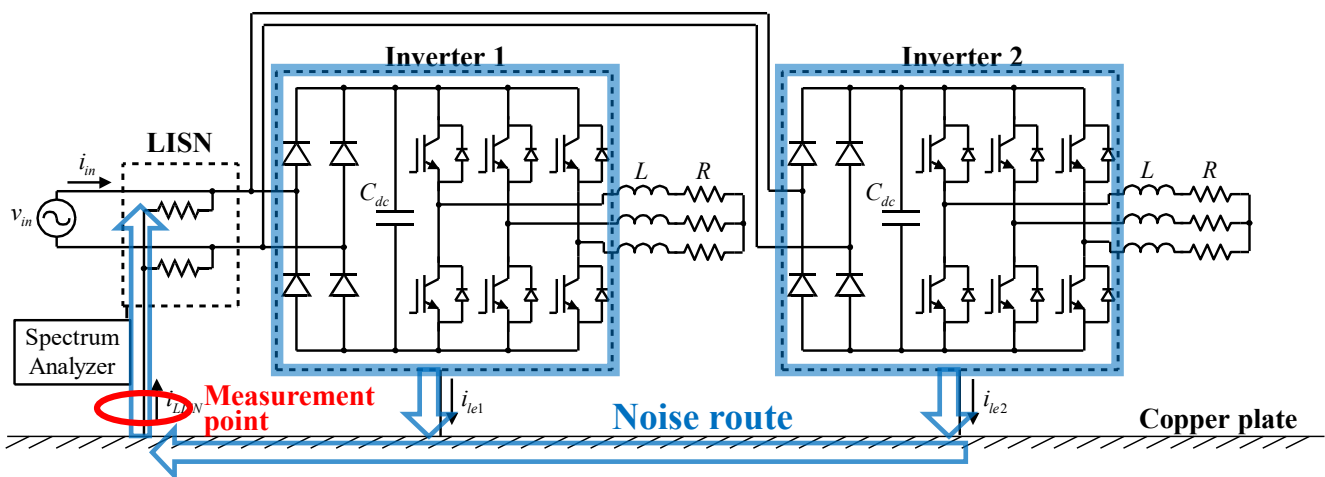 Inverter 1
Inverter 2
LISN
i_in
v_in
C_dc
L
R
C_dc
L
R
Spectrum
Analyzer
i_LISN
Measurement
point
i_le1
Noise route
i_le2
Copper plate